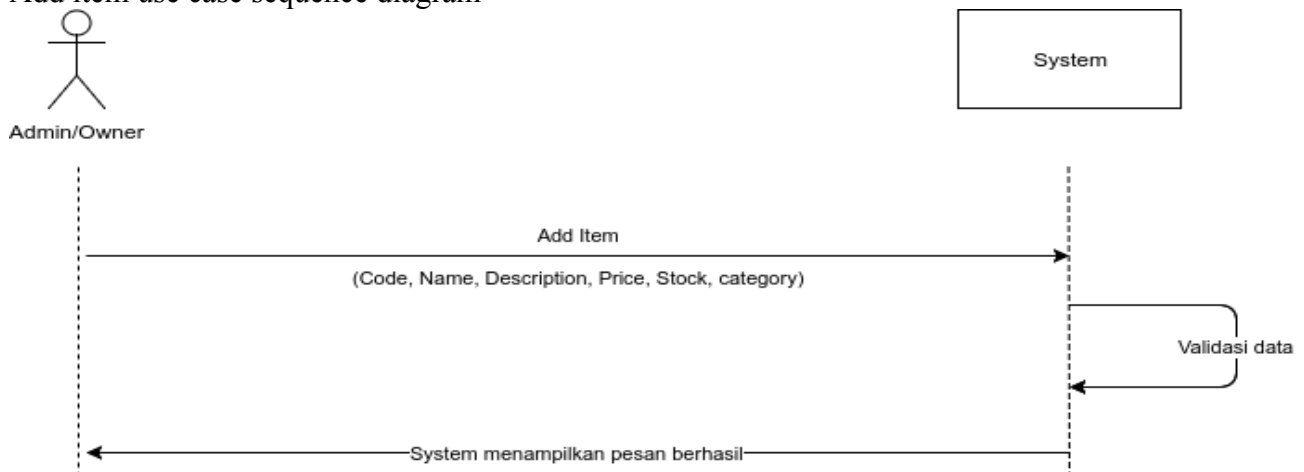 Add item use case sequence diagram
System
Admin/Owner
Add Item
(Code, Name, Description, Price, Stock, category)
Validasi data
System menampilkan pesan berhasil